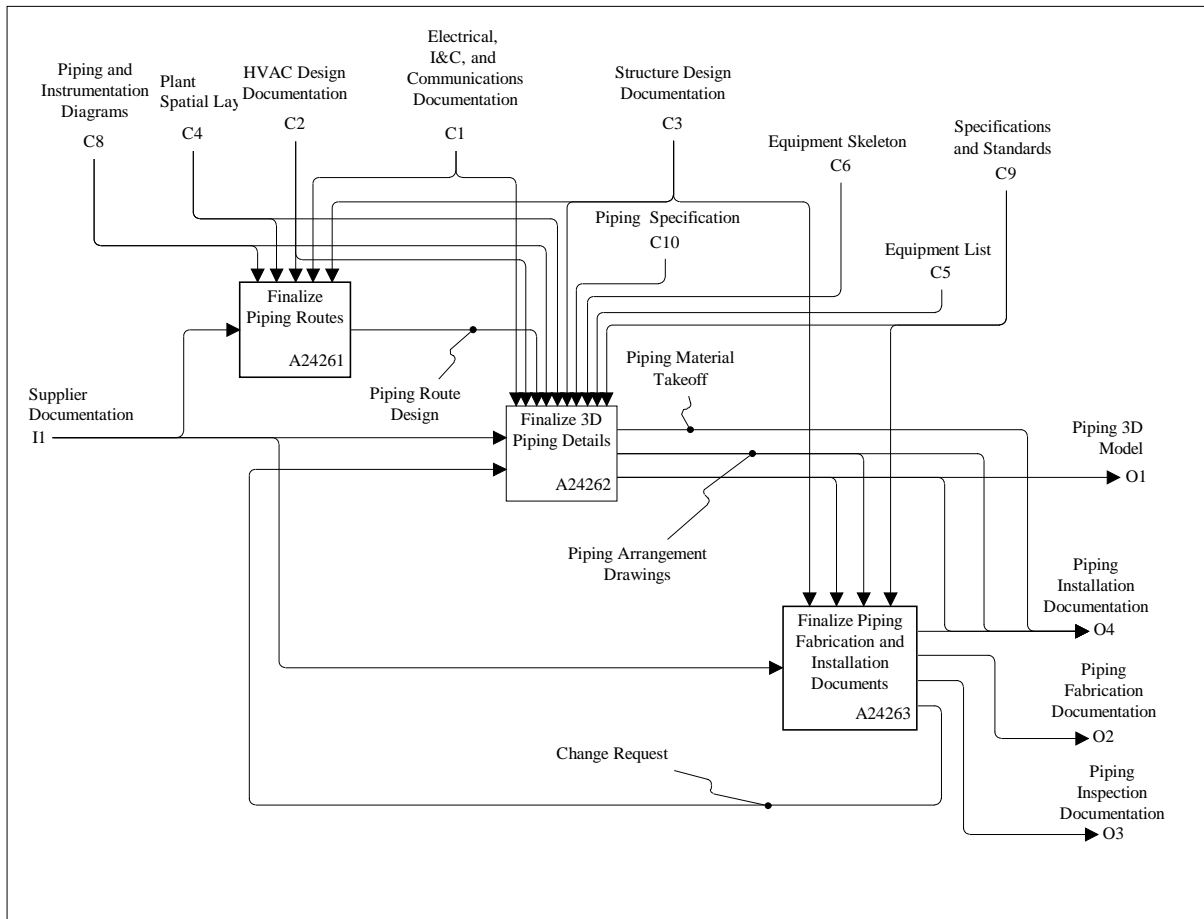 Electrical,
I&C, and
Communications
Documentation
C1
Piping and
Instrumentation
Diagrams
C8
Plant
Spatial Lay
C4
HVAC Design
Documentation
C2
Structure Design
Documentation
C3
Equipment Skeleton
C6
Specifications
and Standards
C9
Piping Specification
C10
Equipment List
C5
Finalize
Piping Routes
A24261
Piping Route
Design
Piping Material
Takeoff
Supplier
Documentation
I1
Finalize 3D
Piping Details
A24262
Piping 3D
Model
O1
Piping Arrangement
Drawings
Piping
Installation
Documentation
O4
Finalize Piping
Fabrication and
Installation
Documents
A24263
Piping
Fabrication
Documentation
O2
Change Request
Piping
Inspection
Documentation
O3